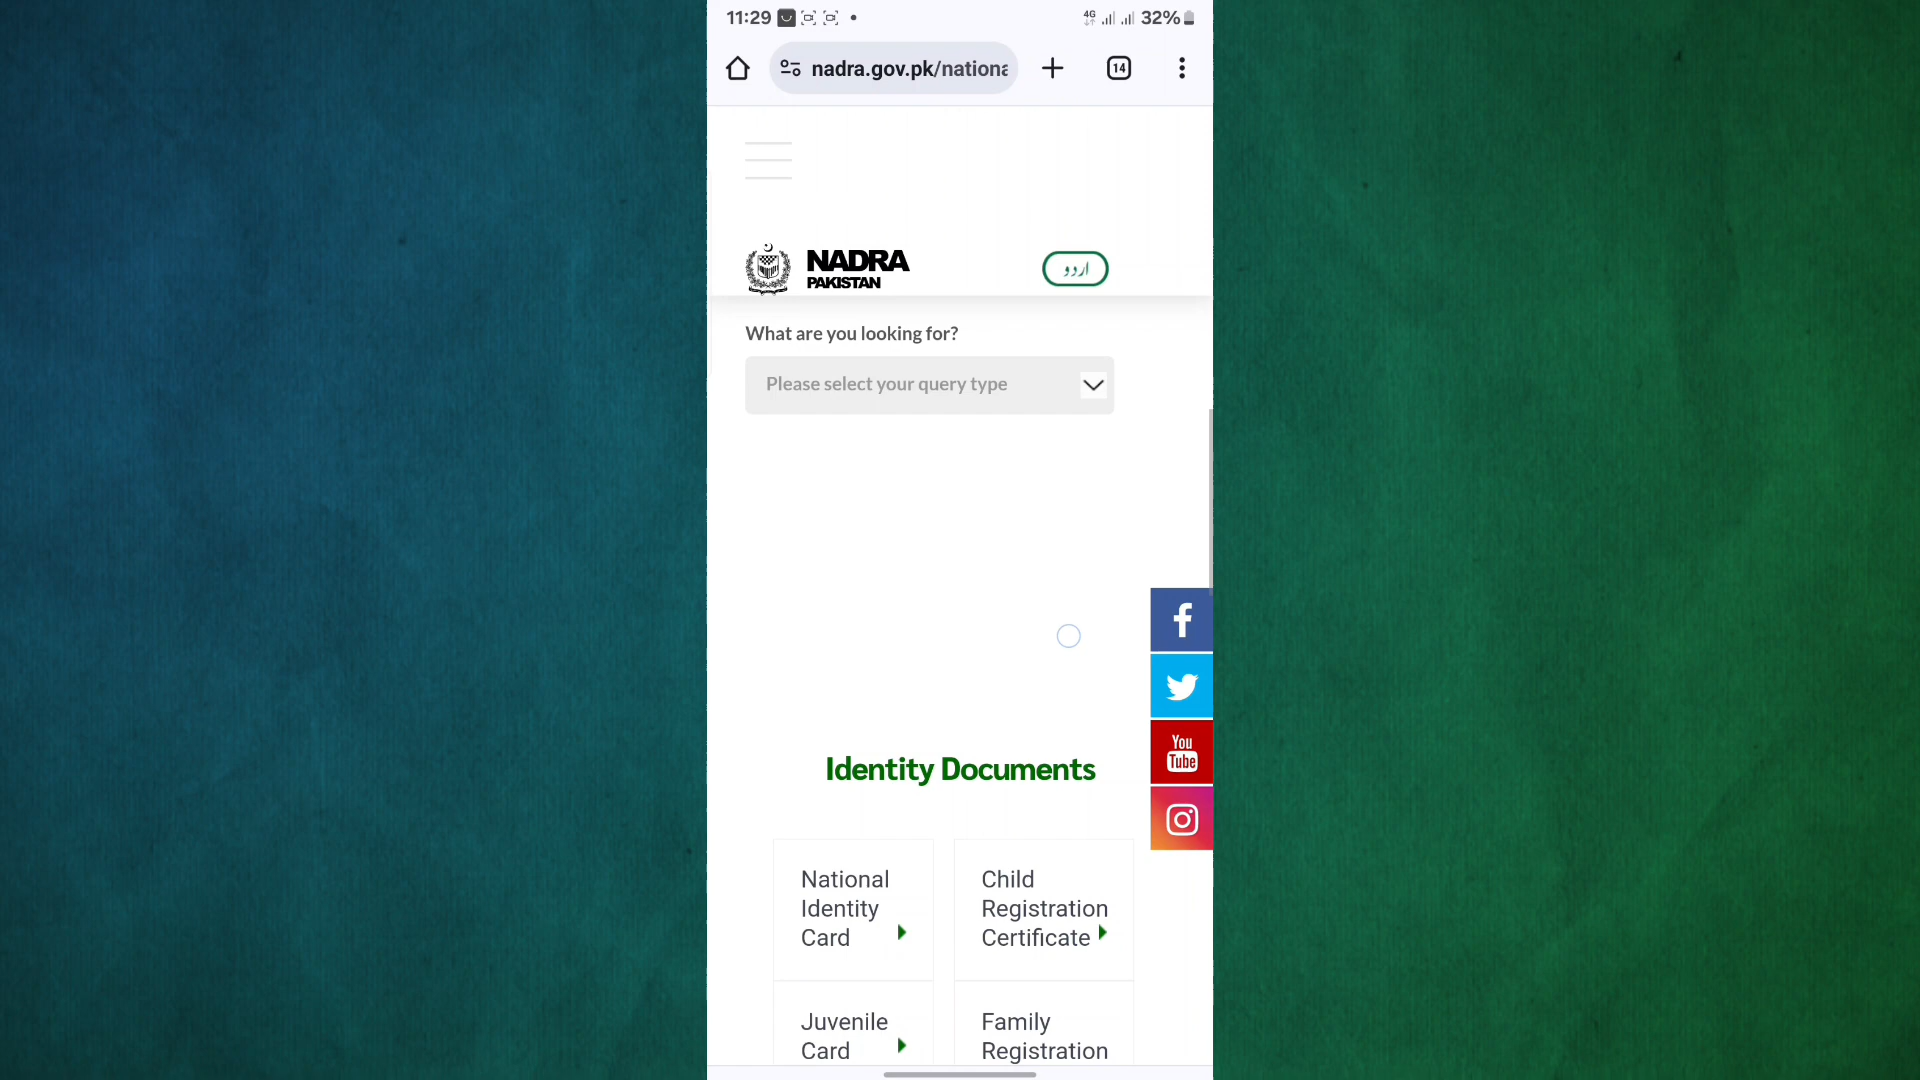 11:29
4G
32%
nadra.gov.pk/nationa
14
NADRA
PAKISTAN
اردو
What are you looking for?
Please select your query type
You
Tube
Identity Documents
National
Identity
Card
Child
Registration
Certificate
Juvenile
Card
Family
Registration